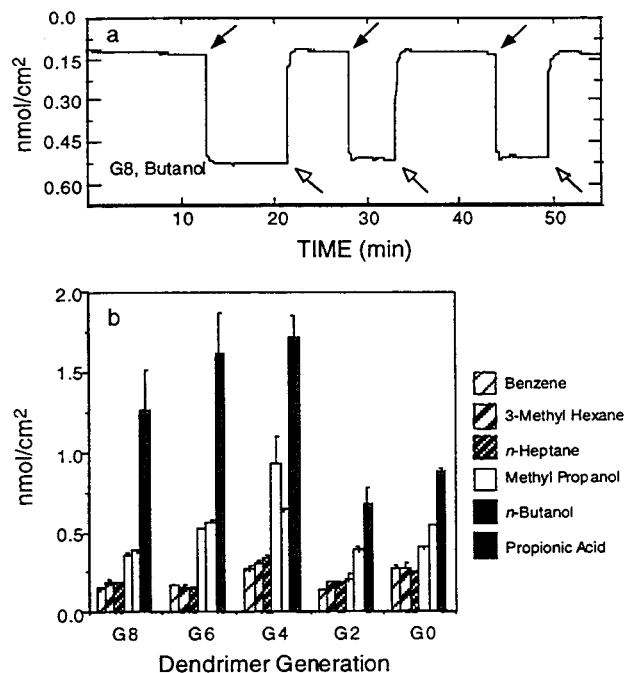 a
0.0
0.15
0.30
0.45
0.60
nmol/cm2
G8, Butanol
10 20 30 40 50
TIME (min)
b
2.0
1.5
1.0
0.5
0.0
nmol/cm2
G8 G6 G4 G2 G0
Dendrimer Generation
Benzene
3-Methyl Hexane
n-Heptane
Methyl Propanol
n-Butanol
Propionic Acid